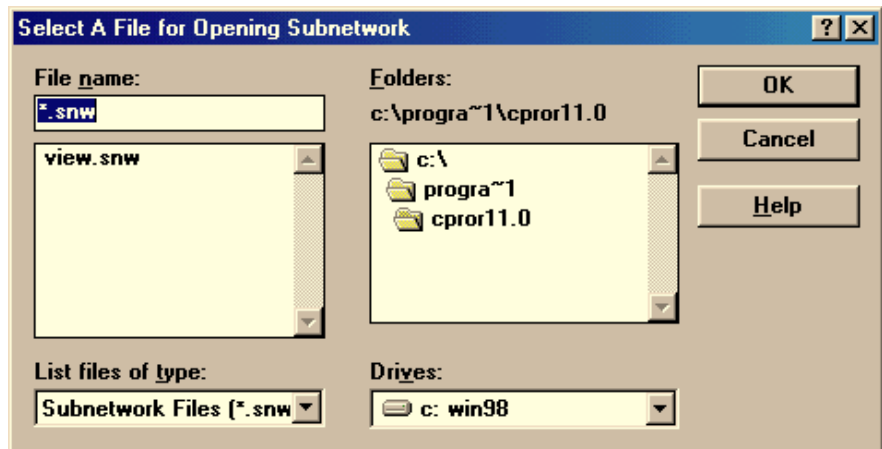 Select A File for Opening Subnetwork
File name:
*.snw
view.snw
List files of type:
Subnetwork Files (*.snw
Folders:
c:\progra~1\cpror11.0
c:\
progra~1
cpror11.0
Drives:
c: win98
OK
Cancel
Help